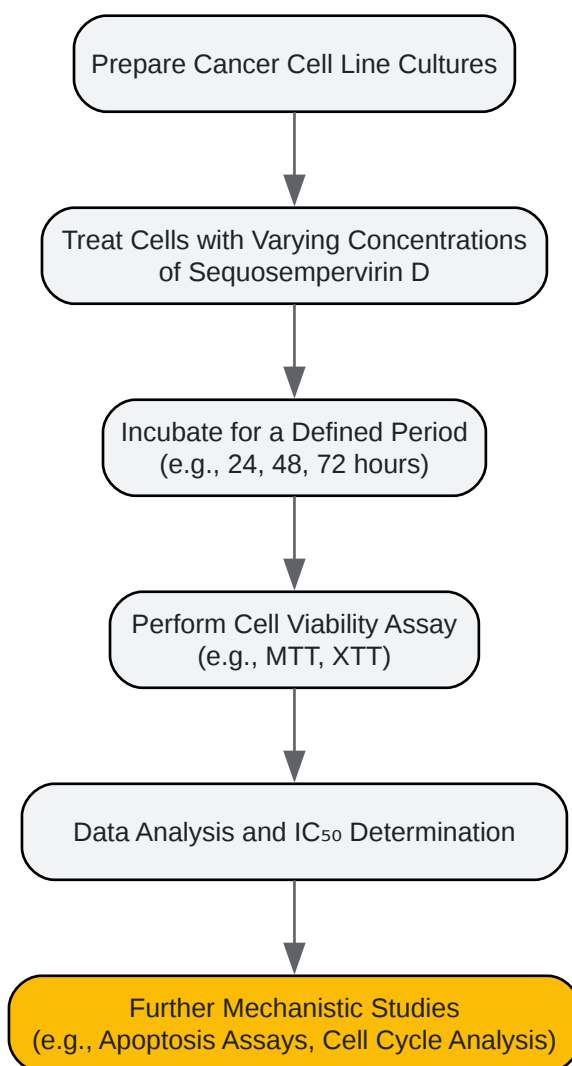 Prepare Cancer Cell Line Cultures
Treat Cells with Varying Concentrations
of Sequosempervirin D
Incubate for a Defined Period
(e.g., 24, 48, 72 hours)
Perform Cell Viability Assay
(e.g., MTT, XTT)
Data Analysis and IC₅₀ Determination
Further Mechanistic Studies
(e.g., Apoptosis Assays, Cell Cycle Analysis)